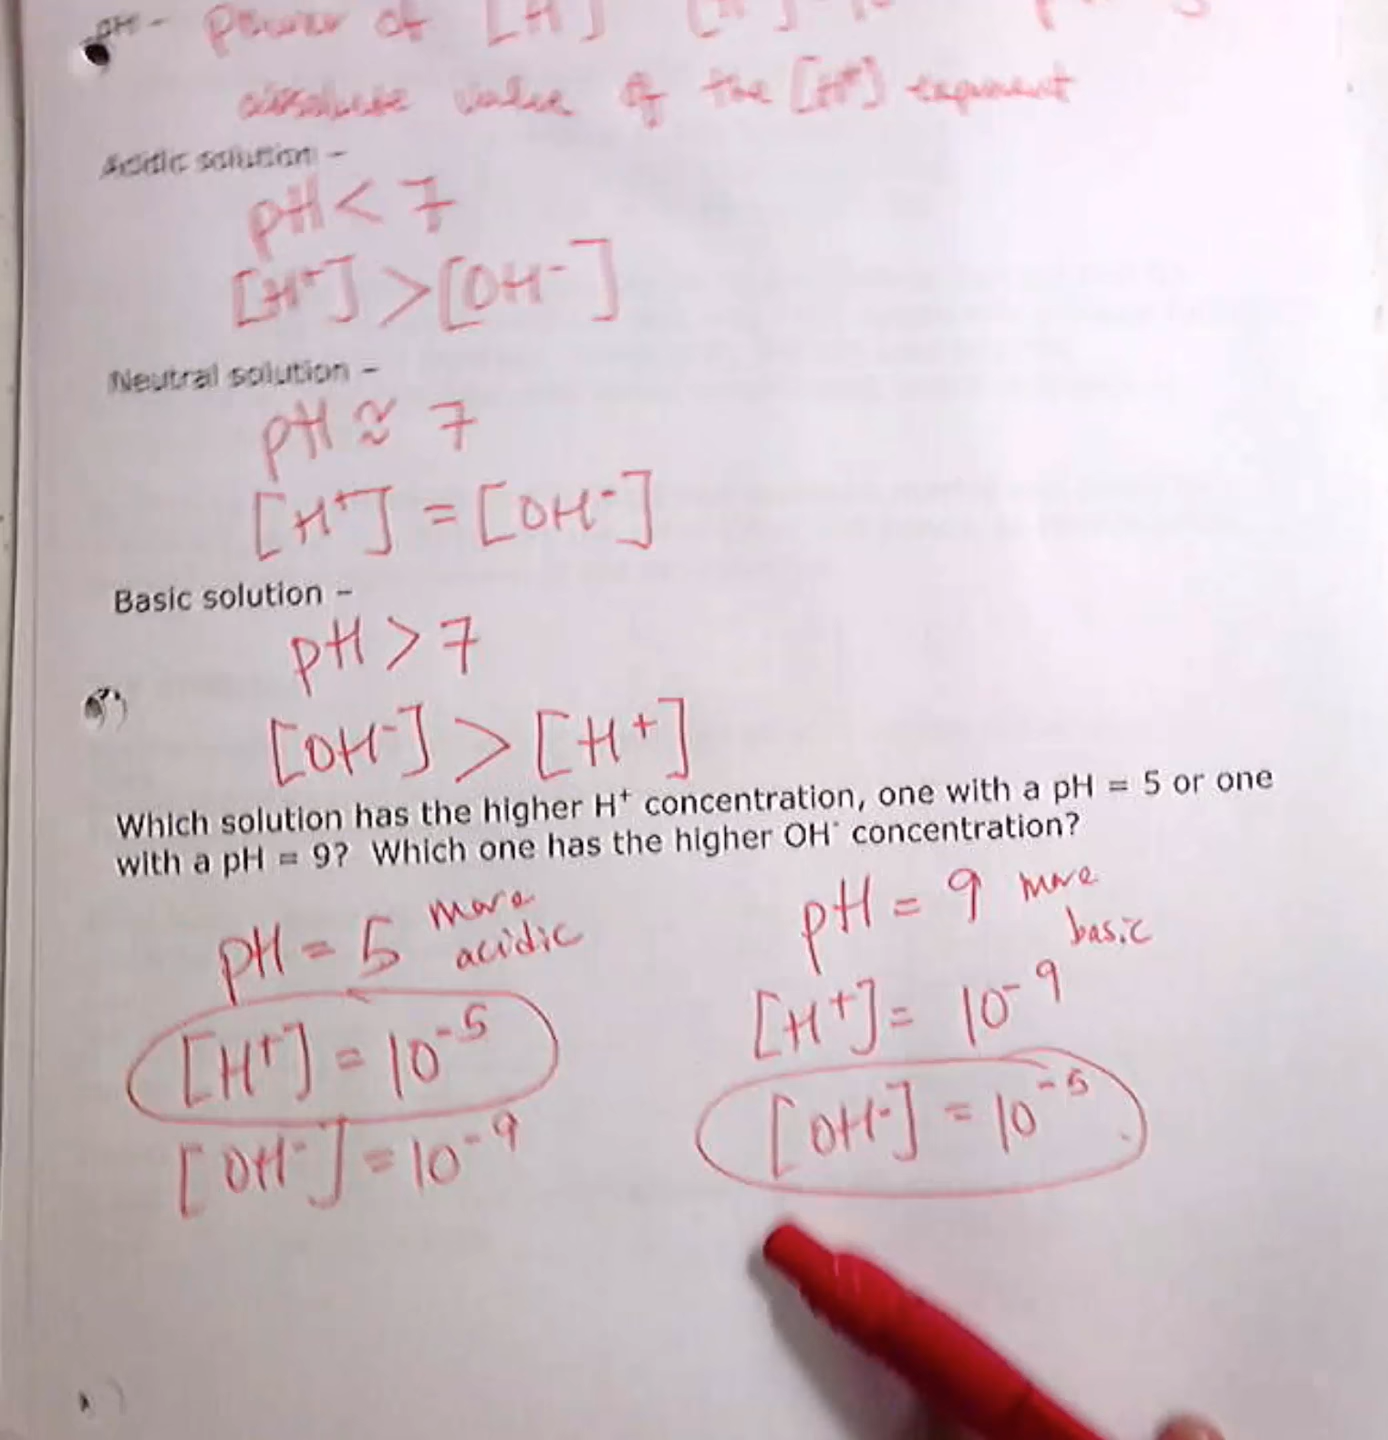 pH - Power of [H]
absolute value of the [H⁺] exponent
Acidic solution –
pH < 7
[H⁺] > [OH⁻]
Neutral solution –
pH ≅ 7
[H⁺] = [OH⁻]
Basic solution –
pH > 7
[OH⁻] > [H⁺]
Which solution has the higher H⁺ concentration, one with a pH = 5 or one
with a pH = 9? Which one has the higher OH⁻ concentration?
pH = 5 more acidic
[H⁺] = 10⁻⁵
[OH⁻] = 10⁻⁹
pH = 9 more basic
[H⁺] = 10⁻⁹
[OH⁻] = 10⁻⁵